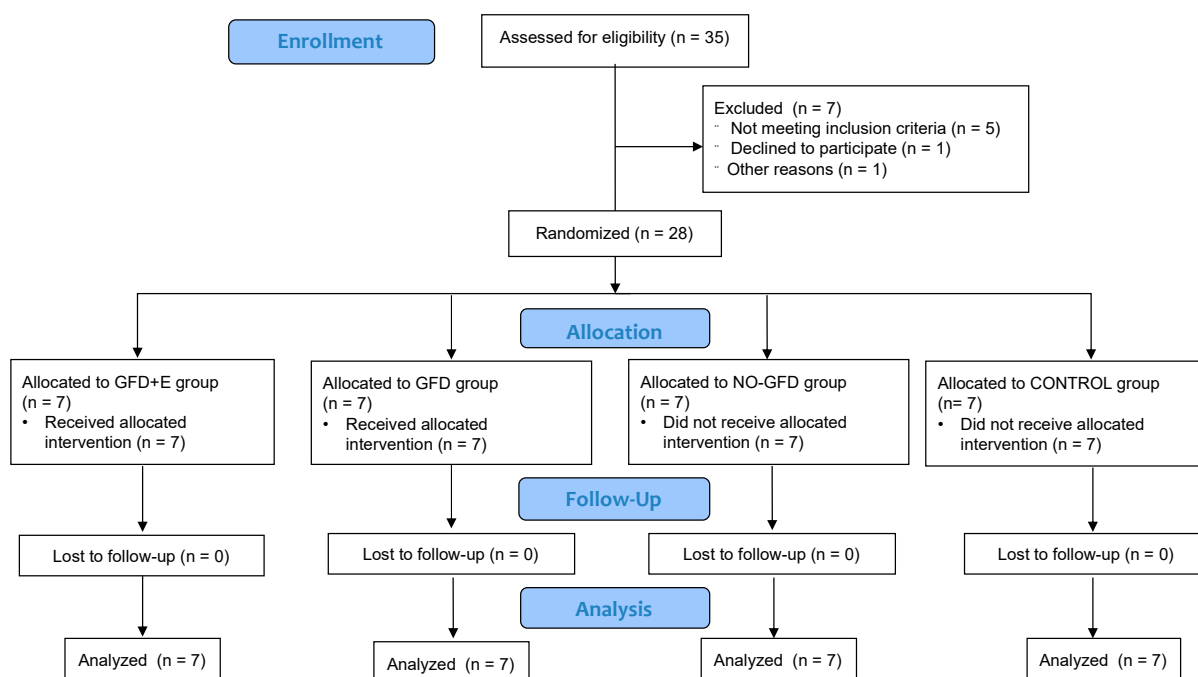 Enrollment
Assessed for eligibility (n = 35)
Excluded (n = 7)
¨ Not meeting inclusion criteria (n = 5)
¨ Declined to participate (n = 1)
¨ Other reasons (n = 1)
Randomized (n = 28)
Allocation
Allocated to GFD+E group
(n = 7)
• Received allocated
intervention (n = 7)
Allocated to GFD group
(n = 7)
• Received allocated
intervention (n = 7)
Allocated to NO-GFD group
(n = 7)
• Did not receive allocated
intervention (n = 7)
Allocated to CONTROL group
(n= 7)
• Did not receive allocated
intervention (n = 7)
Follow-Up
Lost to follow-up (n = 0)
Lost to follow-up (n = 0)
Lost to follow-up (n = 0)
Lost to follow-up (n = 0)
Analysis
Analyzed (n = 7)
Analyzed (n = 7)
Analyzed (n = 7)
Analyzed (n = 7)